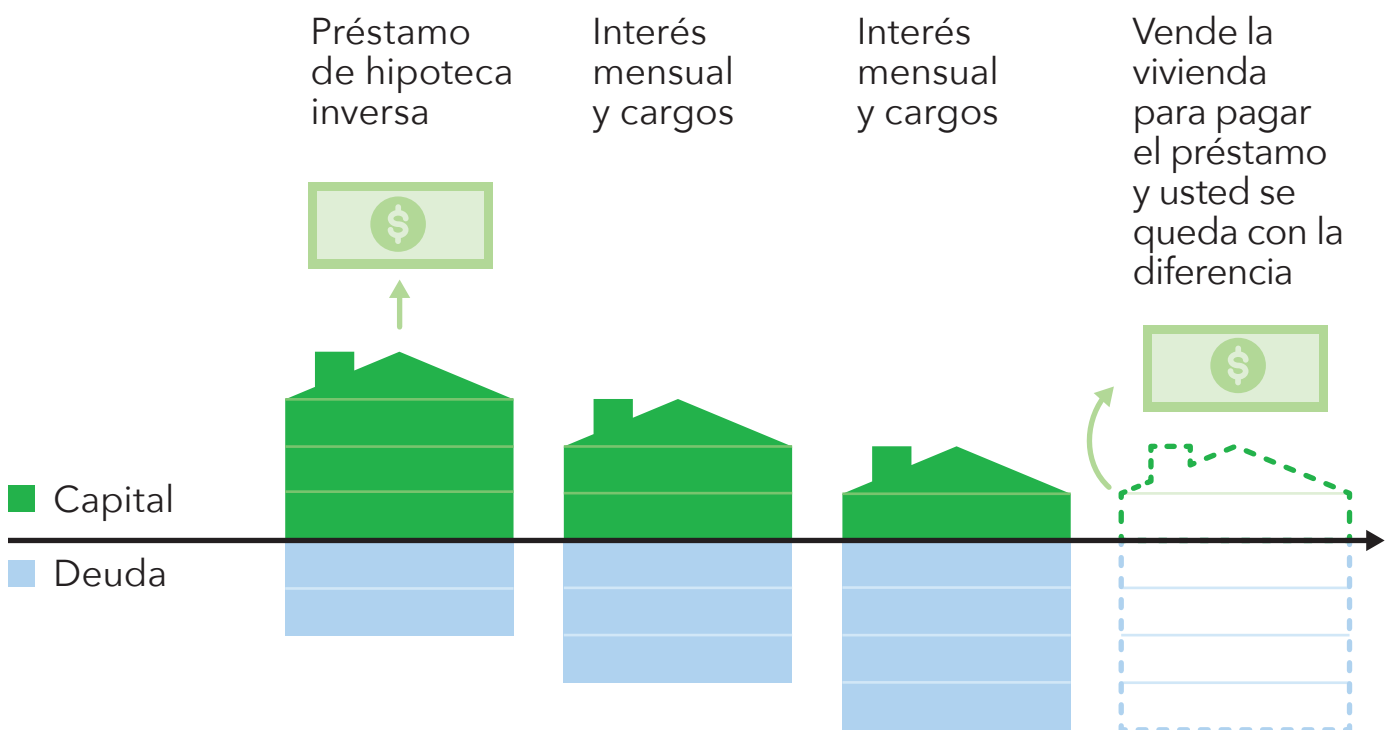 Préstamo
de hipoteca
inversa
Interés
mensual
y cargos
Interés
mensual
y cargos
Vende la
vivienda
para pagar
el préstamo
y usted se
queda con la
diferencia
$
$
Capital
Deuda